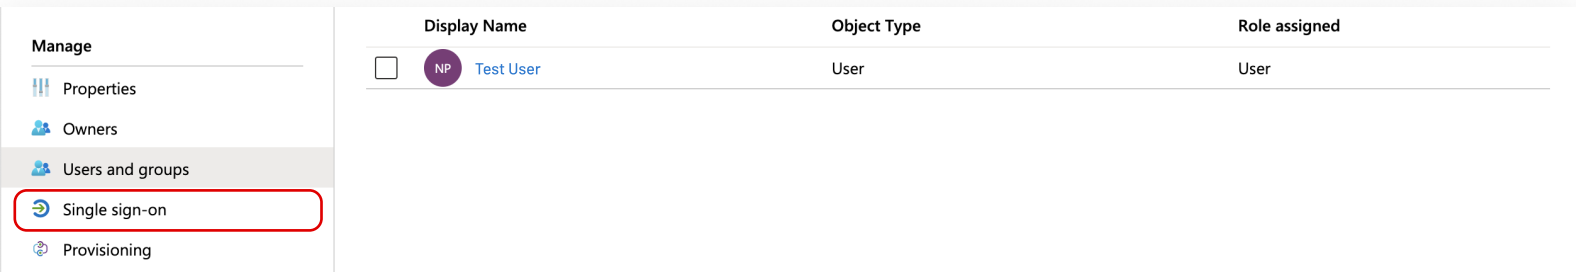 Manage
Properties
Owners
Users and groups
Single sign-on
Provisioning
Display Name Object Type Role assigned
NP Test User User User